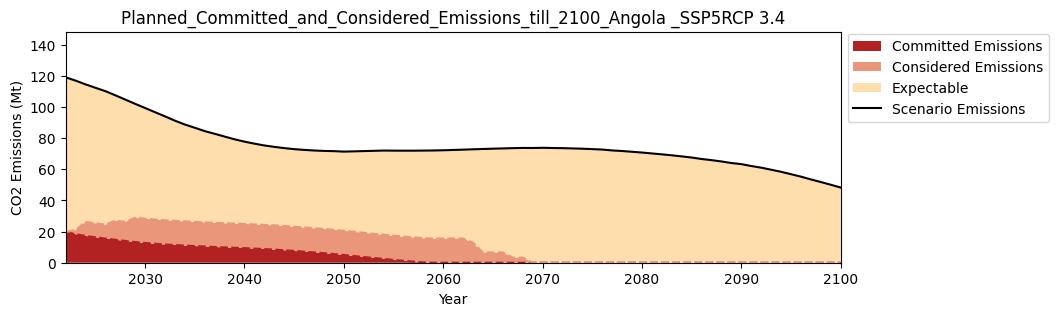 Planned_Committed_and_Considered_Emissions_till_2100_Angola _SSP5RCP 3.4
CO2 Emissions (Mt)
140
120
100
80
60
40
20
0
2030
2040
2050
2060
2070
2080
2090
2100
Year
Committed Emissions
Considered Emissions
Expectable
Scenario Emissions